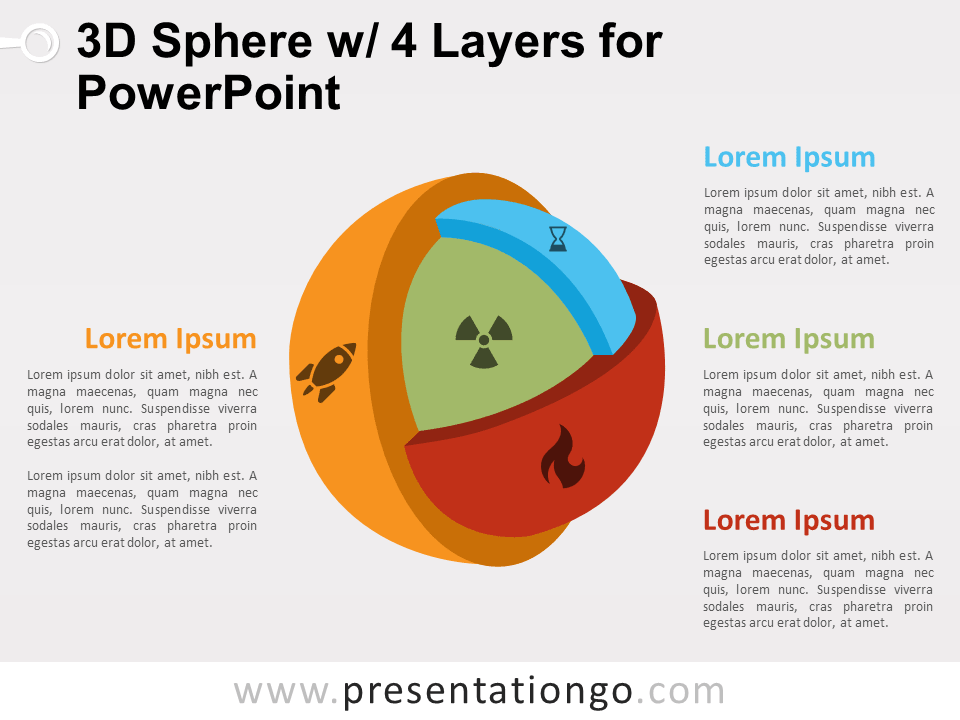 3D Sphere w/ 4 Layers for
PowerPoint
Lorem Ipsum
Lorem ipsum dolor sit amet, nibh est. A
magna maecenas, quam magna nec
quis, lorem nunc. Suspendisse viverra
sodales mauris, cras pharetra proin
egestas arcu erat dolor, at amet.
Lorem ipsum dolor sit amet, nibh est. A
magna maecenas, quam magna nec
quis, lorem nunc. Suspendisse viverra
sodales mauris, cras pharetra proin
egestas arcu erat dolor, at amet.
Lorem Ipsum
Lorem ipsum dolor sit amet, nibh est. A
magna maecenas, quam magna nec
quis, lorem nunc. Suspendisse viverra
sodales mauris, cras pharetra proin
egestas arcu erat dolor, at amet.
Lorem Ipsum
Lorem ipsum dolor sit amet, nibh est. A
magna maecenas, quam magna nec
quis, lorem nunc. Suspendisse viverra
sodales mauris, cras pharetra proin
egestas arcu erat dolor, at amet.
Lorem Ipsum
Lorem ipsum dolor sit amet, nibh est. A
magna maecenas, quam magna nec
quis, lorem nunc. Suspendisse viverra
sodales mauris, cras pharetra proin
egestas arcu erat dolor, at amet.
www.presentationgo.com